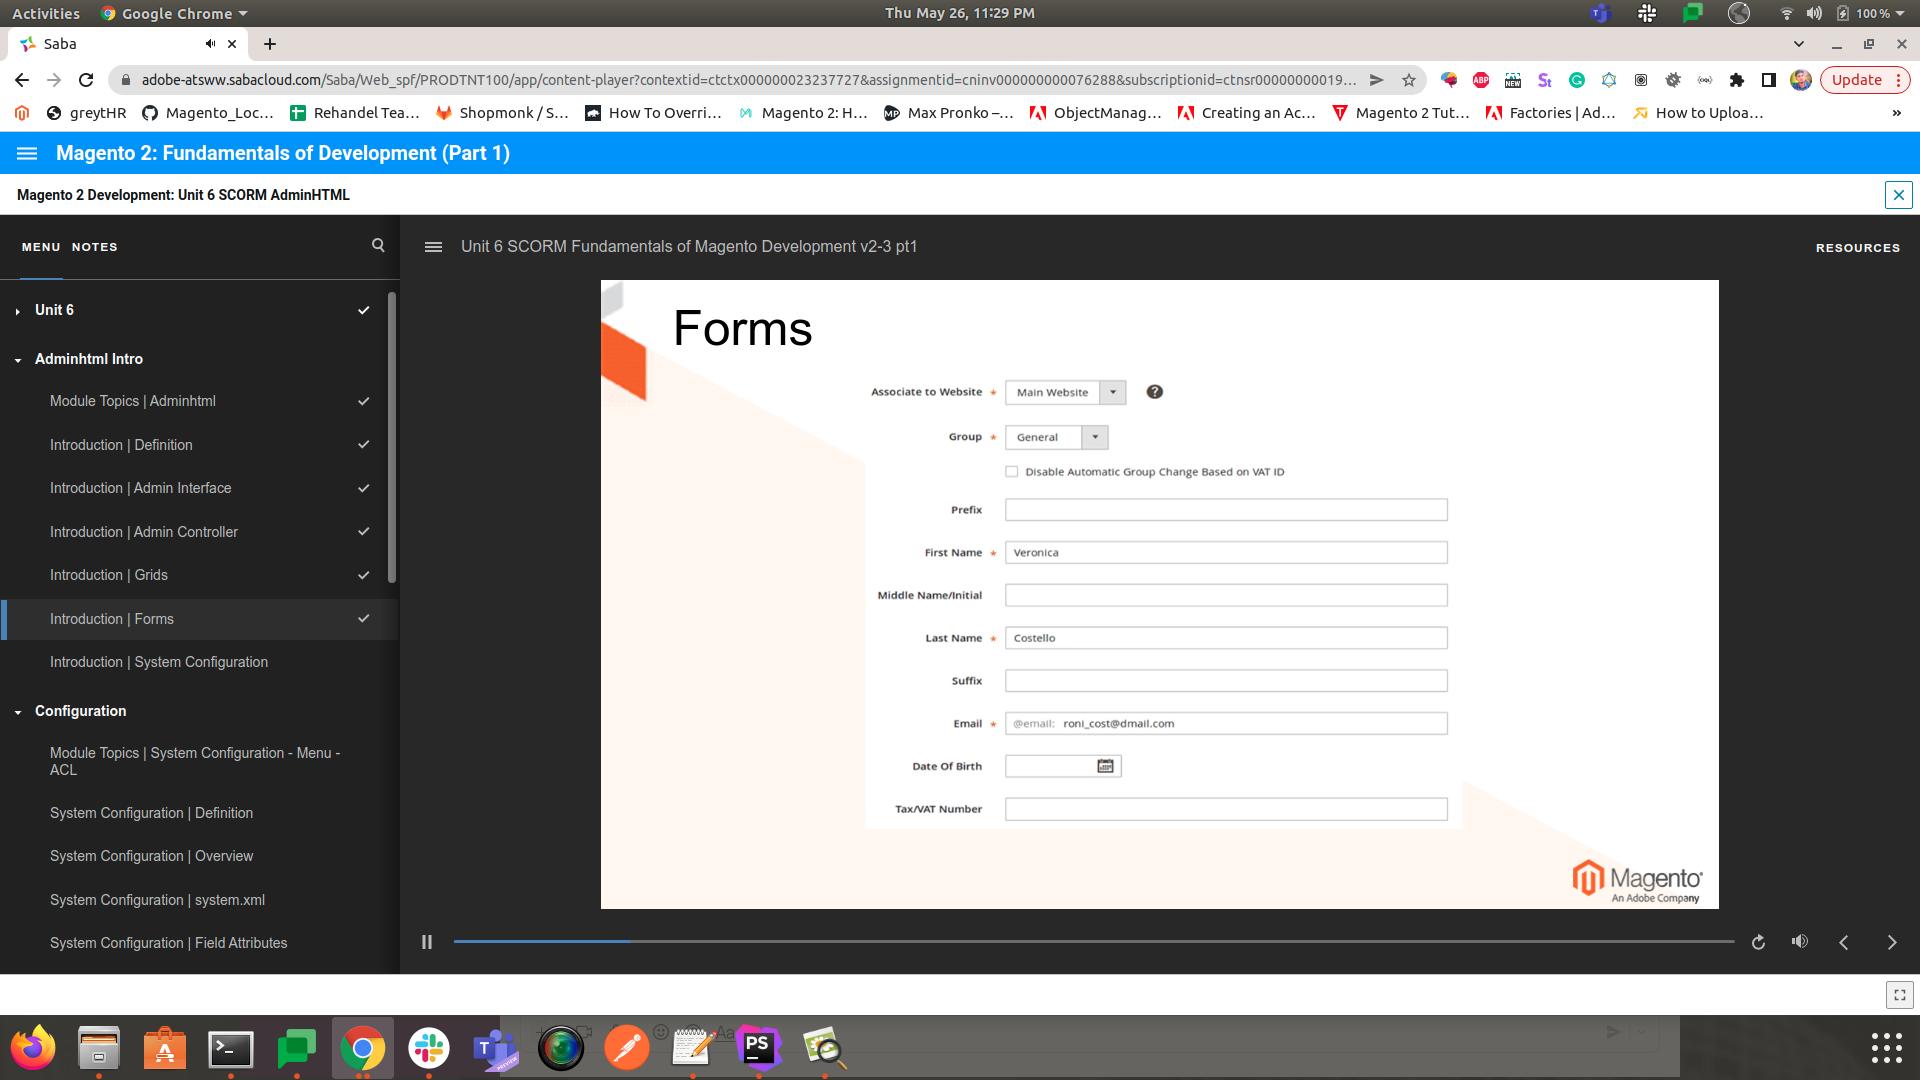 Activities Google Chrome Thu May 26, 11:29 PM 100 %
Saba
adobe-atsww.sabacloud.com/Saba/Web_spf/PRODTNT100/app/content-player?contextid=ctctx000000023237727&assignmentid=cninv000000000076288&subscriptionid=ctnsr00000000019... Update
greytHR Magento_Loc... Rehandel Tea... Shopmonk / S... How To Overri... Magento 2: H... Max Pronko –... ObjectManag... Creating an Ac... Magento 2 Tut... Factories | Ad... How to Uploa... »
Magento 2: Fundamentals of Development (Part 1)
Magento 2 Development: Unit 6 SCORM AdminHTML
MENU NOTES
Unit 6 SCORM Fundamentals of Magento Development v2-3 pt1
RESOURCES
Unit 6
Adminhtml Intro
Module Topics | Adminhtml
Introduction | Definition
Introduction | Admin Interface
Introduction | Admin Controller
Introduction | Grids
Introduction | Forms
Introduction | System Configuration
Configuration
Module Topics | System Configuration - Menu -
ACL
System Configuration | Definition
System Configuration | Overview
System Configuration | system.xml
System Configuration | Field Attributes
Forms
Associate to Website * Main Website ?
Group * General
Disable Automatic Group Change Based on VAT ID
Prefix
First Name * Veronica
Middle Name/Initial
Last Name * Costello
Suffix
Email * @email: roni_cost@dmail.com
Date Of Birth
Tax/VAT Number
Magento
An Adobe Company